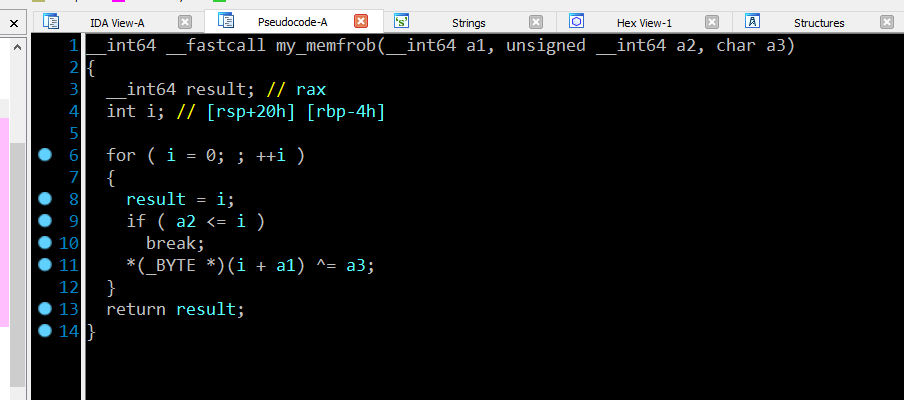 IDA View-A Pseudocode-A Strings Hex View-1 Structures
1 __int64 __fastcall my_memfrob(__int64 a1, unsigned __int64 a2, char a3)
2 {
3   __int64 result; // rax
4   int i; // [rsp+20h] [rbp-4h]
5
6   for ( i = 0; ; ++i )
7   {
8     result = i;
9     if ( a2 <= i )
10       break;
11     *(_BYTE *)(i + a1) ^= a3;
12   }
13   return result;
14 }